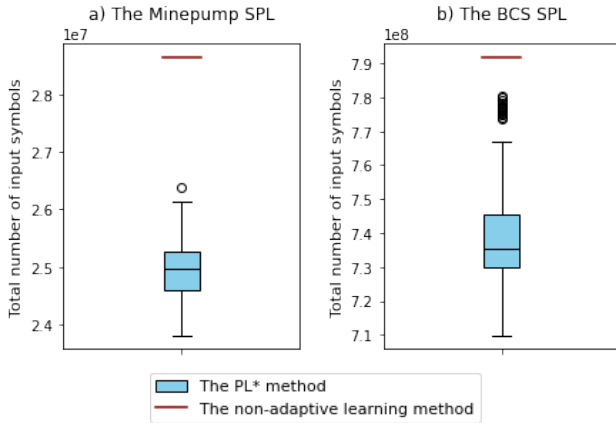 a) The Minepump SPL
1e7
Total number of input symbols
2.8
2.7
2.6
2.5
2.4
b) The BCS SPL
1e8
Total number of input symbols
7.9
7.8
7.7
7.6
7.5
7.4
7.3
7.2
7.1
The PL* method
The non-adaptive learning method